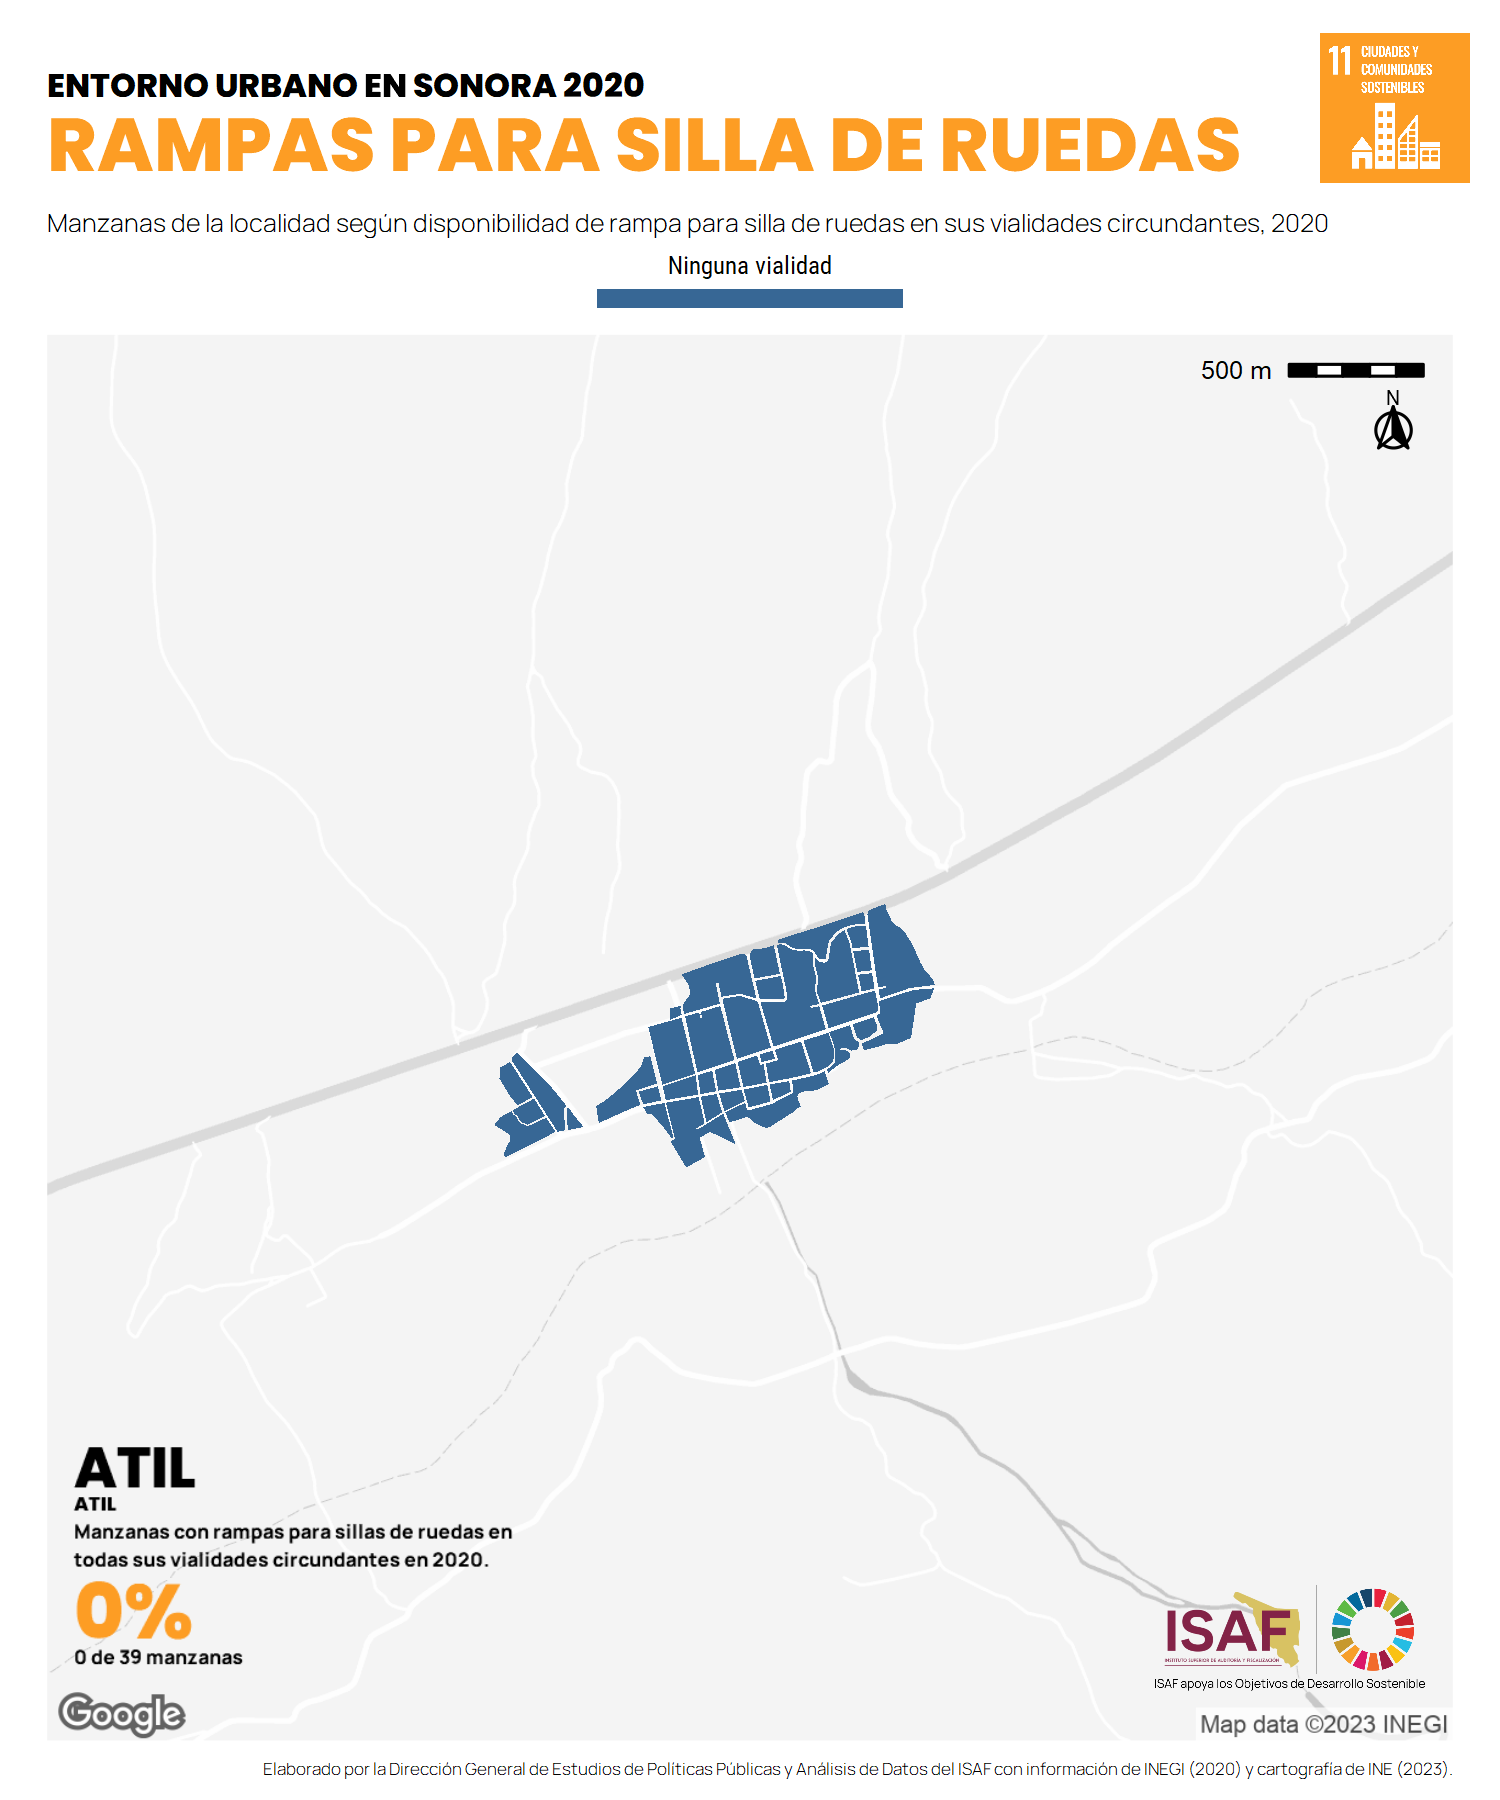 ENTORNO URBANO EN SONORA 2020
RAMPAS PARA SILLA DE RUEDAS
11 CIUDADES Y
COMUNIDADES
SOSTENIBLES
Manzanas de la localidad según disponibilidad de rampa para silla de ruedas en sus vialidades circundantes, 2020
Ninguna vialidad
500 m
N
ATIL
ATIL
Manzanas con rampas para sillas de ruedas en
todas sus vialidades circundantes en 2020.
0%
0 de 39 manzanas
Google
ISAF
INSTITUTO SUPERIOR DE AUDITORÍA Y FISCALIZACIÓN
ISAF apoya los Objetivos de Desarrollo Sostenible
Map data ©2023 INEGI
Elaborado por la Dirección General de Estudios de Políticas Públicas y Análisis de Datos del ISAF con información de INEGI (2020) y cartografía de INE (2023).